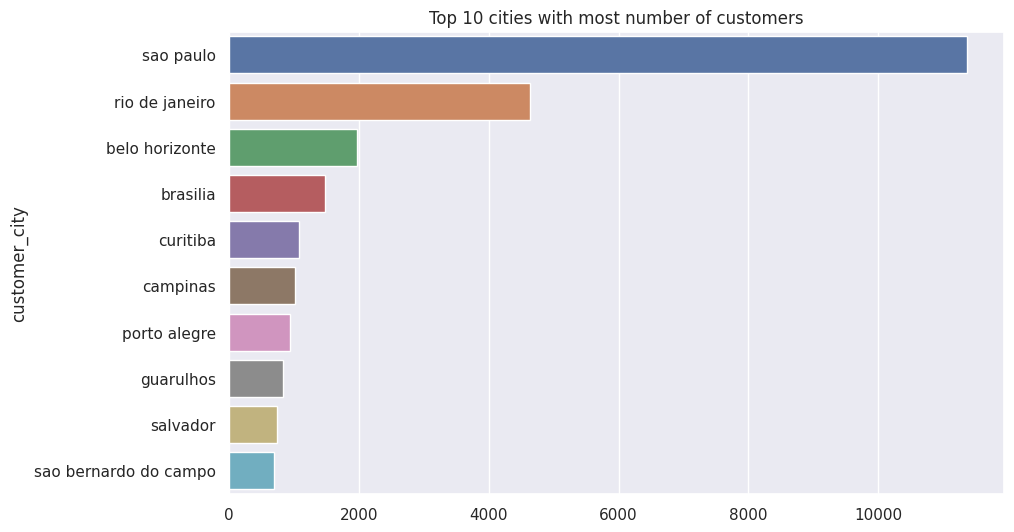 Top 10 cities with most number of customers
customer_city
sao paulo
rio de janeiro
belo horizonte
brasilia
curitiba
campinas
porto alegre
guarulhos
salvador
sao bernardo do campo
0 2000 4000 6000 8000 10000